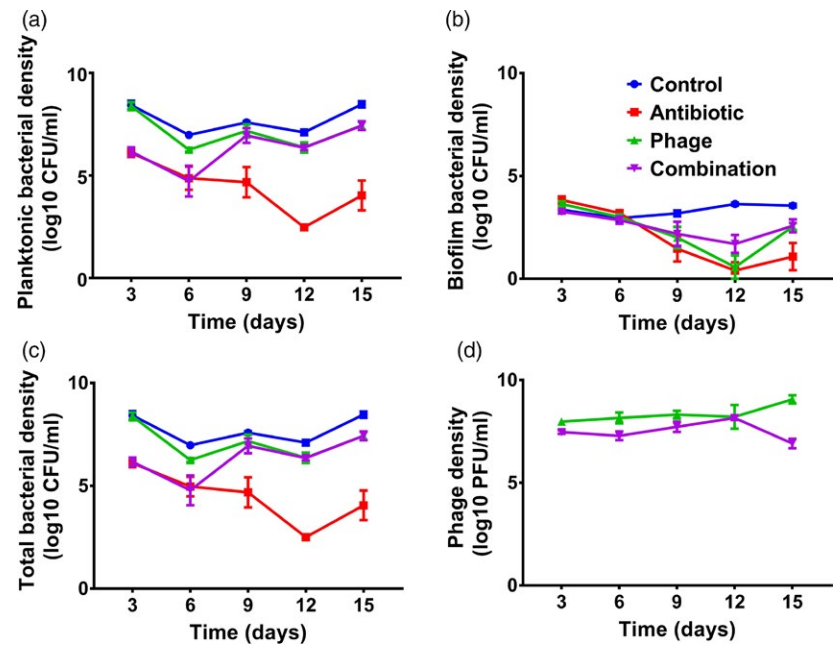 (a)
Planktonic bacterial density
(log10 CFU/ml)
10
5
0
3 6 9 12 15
Time (days)
(b)
Biofilm bacterial density
(log10 CFU/ml)
10
5
0
Control
Antibiotic
Phage
Combination
3 6 9 12 15
Time (days)
(c)
Total bacterial density
(log10 CFU/ml)
10
5
0
3 6 9 12 15
Time (days)
(d)
Phage density
(log10 PFU/ml)
10
5
0
3 6 9 12 15
Time (days)